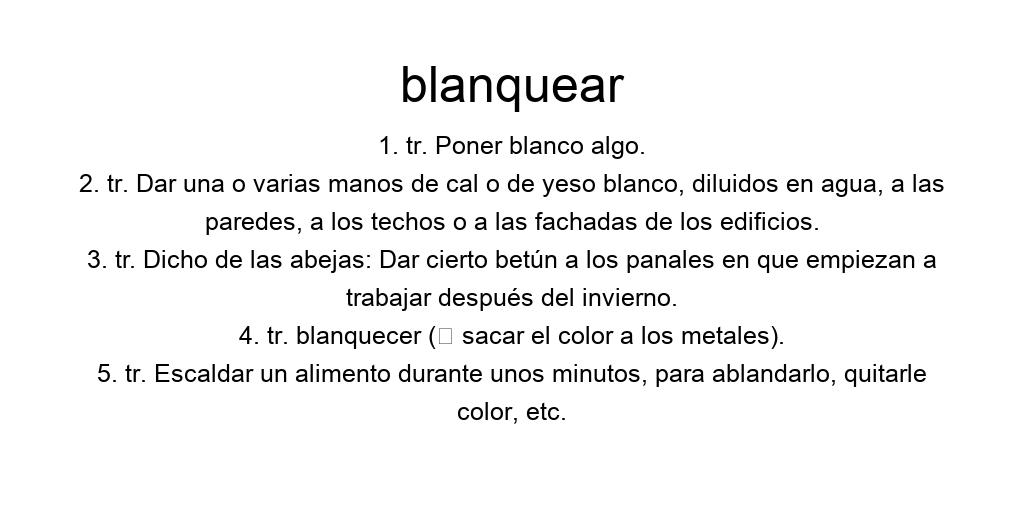 blanquear
1. tr. Poner blanco algo.
2. tr. Dar una o varias manos de cal o de yeso blanco, diluidos en agua, a las
paredes, a los techos o a las fachadas de los edificios.
3. tr. Dicho de las abejas: Dar cierto betún a los panales en que empiezan a
trabajar después del invierno.
4. tr. blanquecer (▯ sacar el color a los metales).
5. tr. Escaldar un alimento durante unos minutos, para ablandarlo, quitarle
color, etc.